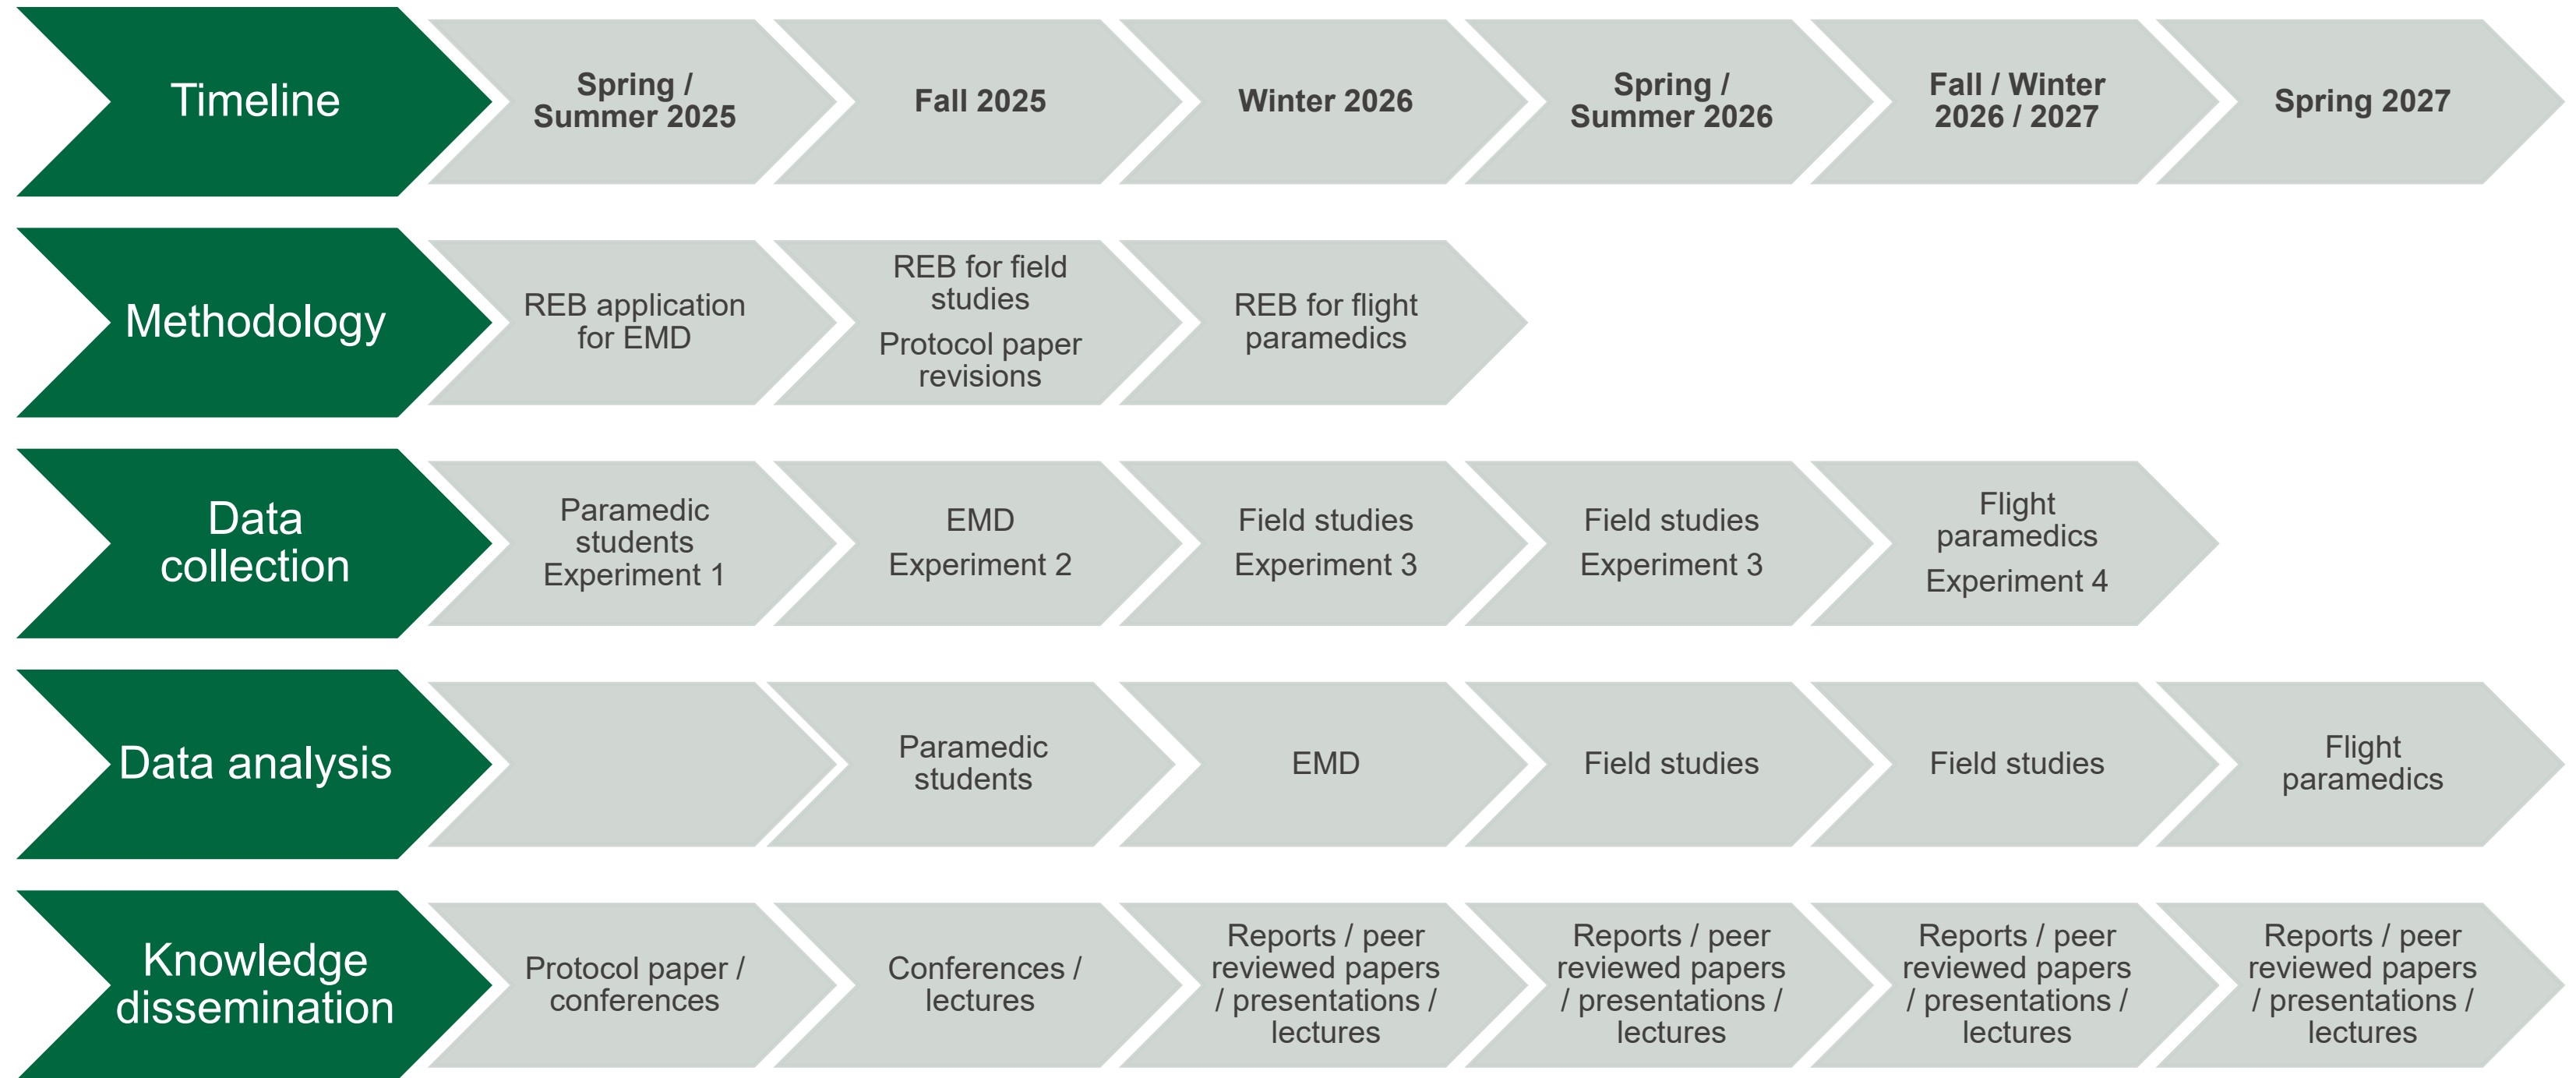 Timeline
Spring /
Summer 2025
Fall 2025
Winter 2026
Spring /
Summer 2026
Fall / Winter
2026 / 2027
Spring 2027
Methodology
REB application
for EMD
REB for field
studies
Protocol paper
revisions
REB for flight
paramedics
Data
collection
Paramedic
students
Experiment 1
EMD
Experiment 2
Field studies
Experiment 3
Field studies
Experiment 3
Flight
paramedics
Experiment 4
Data analysis
Paramedic
students
EMD
Field studies
Field studies
Flight
paramedics
Knowledge
dissemination
Protocol paper /
conferences
Conferences /
lectures
Reports / peer
reviewed papers
/ presentations /
lectures
Reports / peer
reviewed papers
/ presentations /
lectures
Reports / peer
reviewed papers
/ presentations /
lectures
Reports / peer
reviewed papers
/ presentations /
lectures